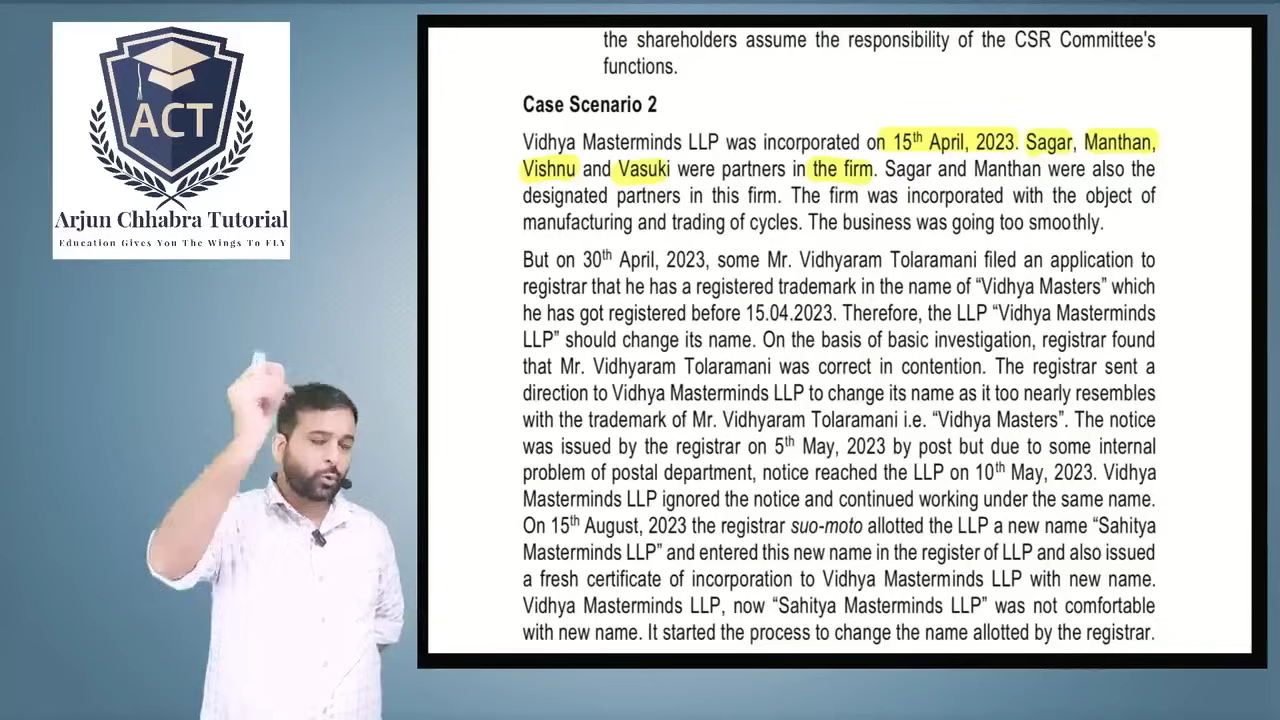 ACT
Arjun Chhabra Tutorial
Education Gives You The Wings To FLY
the shareholders assume the responsibility of the CSR Committee's
functions.
Case Scenario 2
Vidhya Masterminds LLP was incorporated on 15th April, 2023. Sagar, Manthan,
Vishnu and Vasuki were partners in the firm. Sagar and Manthan were also the
designated partners in this firm. The firm was incorporated with the object of
manufacturing and trading of cycles. The business was going too smoothly.
But on 30th April, 2023, some Mr. Vidhyaram Tolaramani filed an application to
registrar that he has a registered trademark in the name of “Vidhya Masters” which
he has got registered before 15.04.2023. Therefore, the LLP “Vidhya Masterminds
LLP” should change its name. On the basis of basic investigation, registrar found
that Mr. Vidhyaram Tolaramani was correct in contention. The registrar sent a
direction to Vidhya Masterminds LLP to change its name as it too nearly resembles
with the trademark of Mr. Vidhyaram Tolaramani i.e. “Vidhya Masters”. The notice
was issued by the registrar on 5th May, 2023 by post but due to some internal
problem of postal department, notice reached the LLP on 10th May, 2023. Vidhya
Masterminds LLP ignored the notice and continued working under the same name.
On 15th August, 2023 the registrar suo-moto allotted the LLP a new name “Sahitya
Masterminds LLP” and entered this new name in the register of LLP and also issued
a fresh certificate of incorporation to Vidhya Masterminds LLP with new name.
Vidhya Masterminds LLP, now “Sahitya Masterminds LLP” was not comfortable
with new name. It started the process to change the name allotted by the registrar.